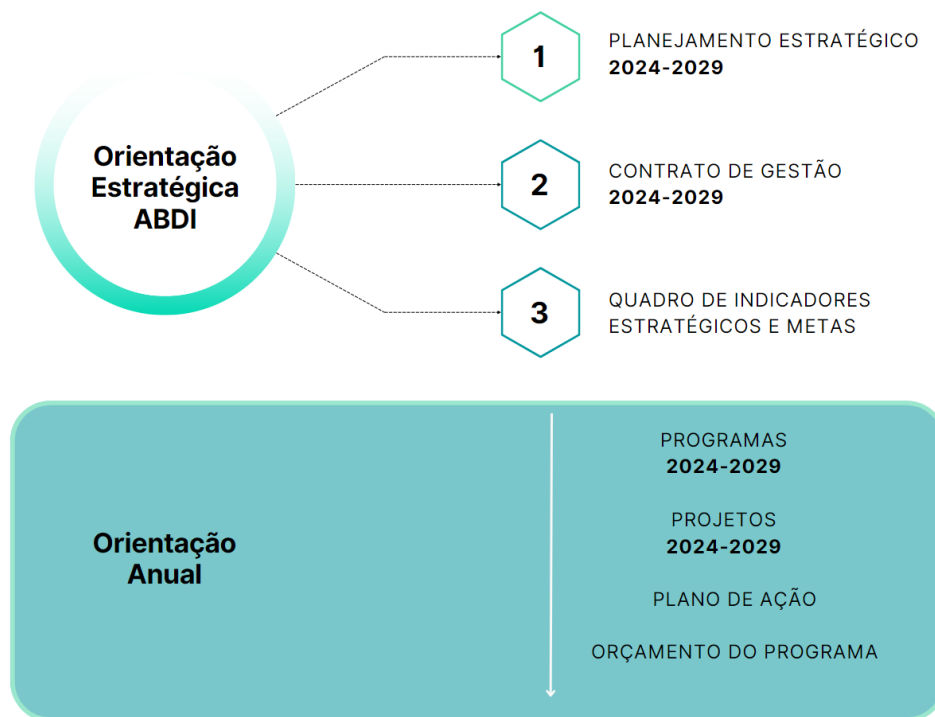 Orientação
Estratégica
ABDI
1
PLANEJAMENTO ESTRATÉGICO
2024-2029
2
CONTRATO DE GESTÃO
2024-2029
3
QUADRO DE INDICADORES
ESTRATÉGICOS E METAS
Orientação
Anual
PROGRAMAS
2024-2029
PROJETOS
2024-2029
PLANO DE AÇÃO
ORÇAMENTO DO PROGRAMA